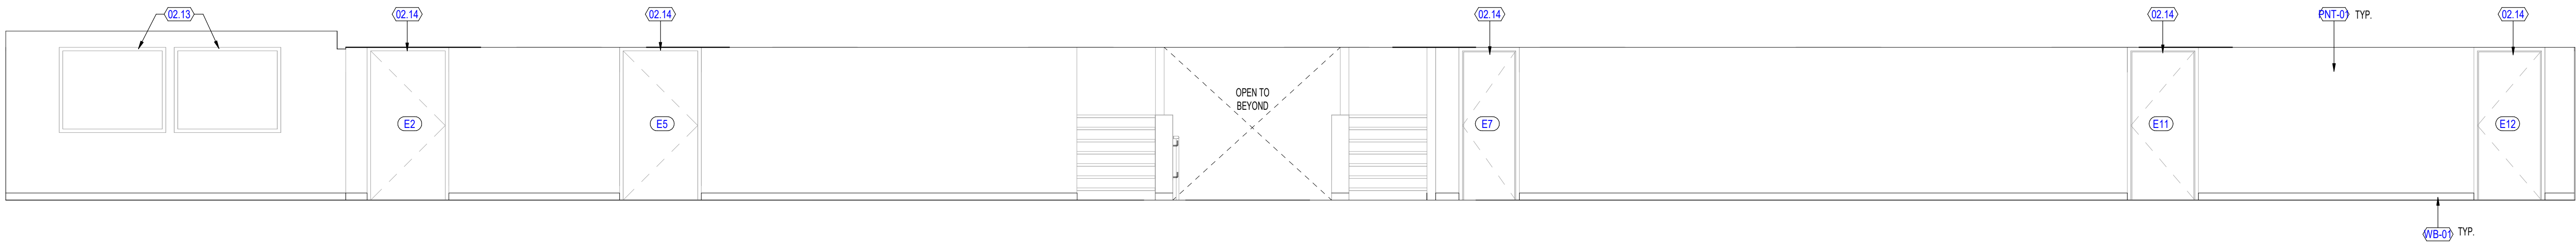 02.13
02.14
02.14
02.14
02.14
PNT-01 TYP.
02.14
OPEN TO
BEYOND
E2
E5
E7
E11
E12
WB-01 TYP.